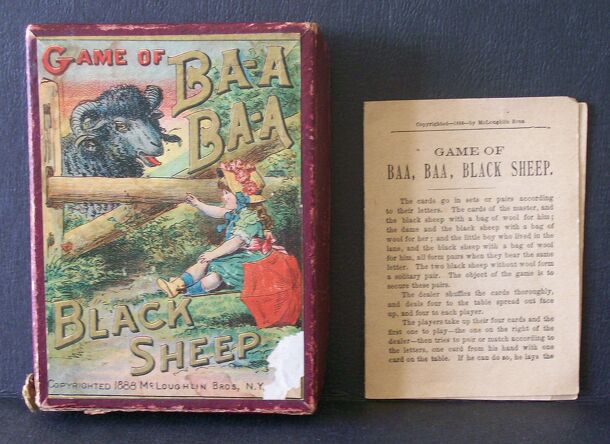 GAME OF BA-A
BA-A
BLACK
SHEEP
COPYRIGHTED 1888 MCLOUGHLIN BROS, N.Y.
Copyrighted—1888—by McLoughlin Bros
GAME OF
BAA, BAA, BLACK SHEEP.
The cards go in sets or pairs according
to their letters. The cards of the master, and
the black sheep with a bag of wool for him;
the dame and the black sheep with a bag of
wool for her; and the little boy who lived in the
lane, and the black sheep with a bag of wool
for him, all form pairs when they bear the same
letter. The two black sheep without wool form
a solitary pair. The object of the game is to
secure these pairs.
The dealer shuffles the cards thoroughly,
and deals four to the table spread out face
up, and four to each player.
The players take up their four cards and the
first one to play—the one on the right of the
dealer—then tries to pair or match according to
the letters, one card from his hand with one
card on the table. If he can do so, he lays the